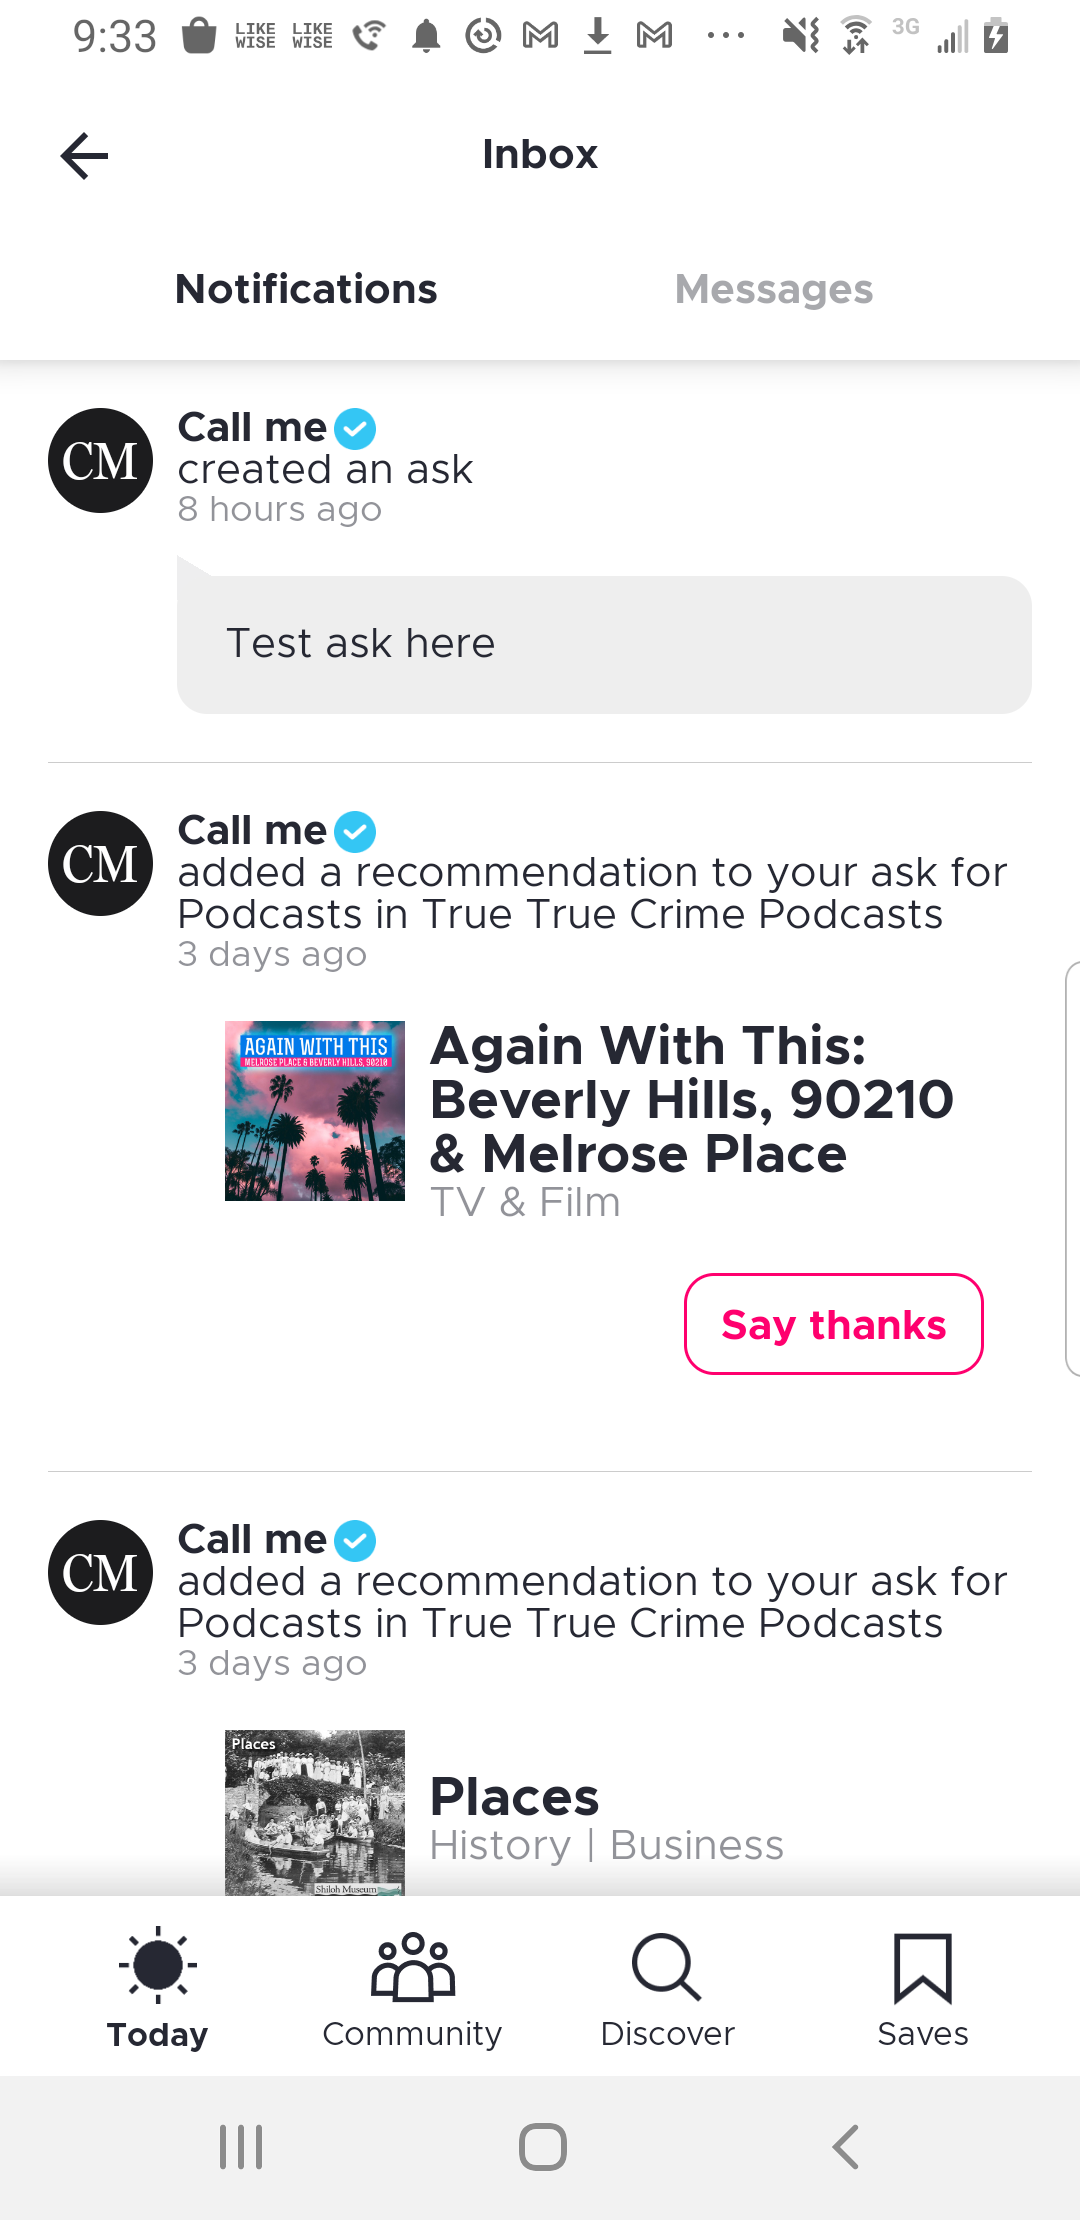 9:33
LIKE WISE
LIKE WISE
3G
Inbox
Notifications
Messages
CM
Call me
created an ask
8 hours ago
Test ask here
CM
Call me
added a recommendation to your ask for
Podcasts in True True Crime Podcasts
3 days ago
AGAIN WITH THIS
MELROSE PLACE & BEVERLY HILLS, 90210
Again With This:
Beverly Hills, 90210
& Melrose Place
TV & Film
Say thanks
CM
Call me
added a recommendation to your ask for
Podcasts in True True Crime Podcasts
3 days ago
Places
Shiloh Museum
Places
History | Business
Today
Community
Discover
Saves